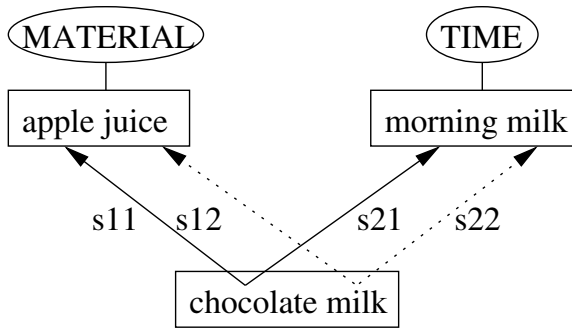 MATERIAL TIME
apple juice morning milk
s11 s12 s21 s22
chocolate milk